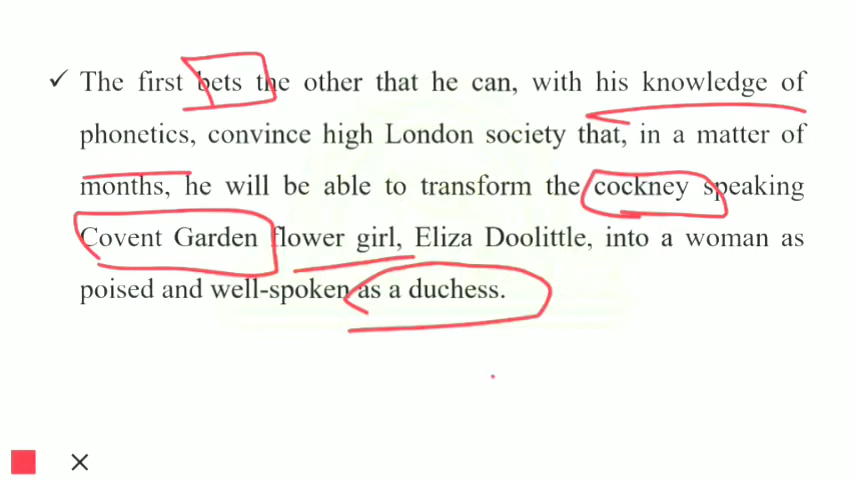 ✓ The first bets the other that he can, with his knowledge of
phonetics, convince high London society that, in a matter of
months, he will be able to transform the cockney speaking
Covent Garden flower girl, Eliza Doolittle, into a woman as
poised and well-spoken as a duchess.